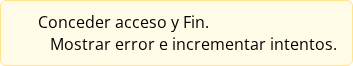 Conceder acceso y Fin.
Mostrar error e incrementar intentos.